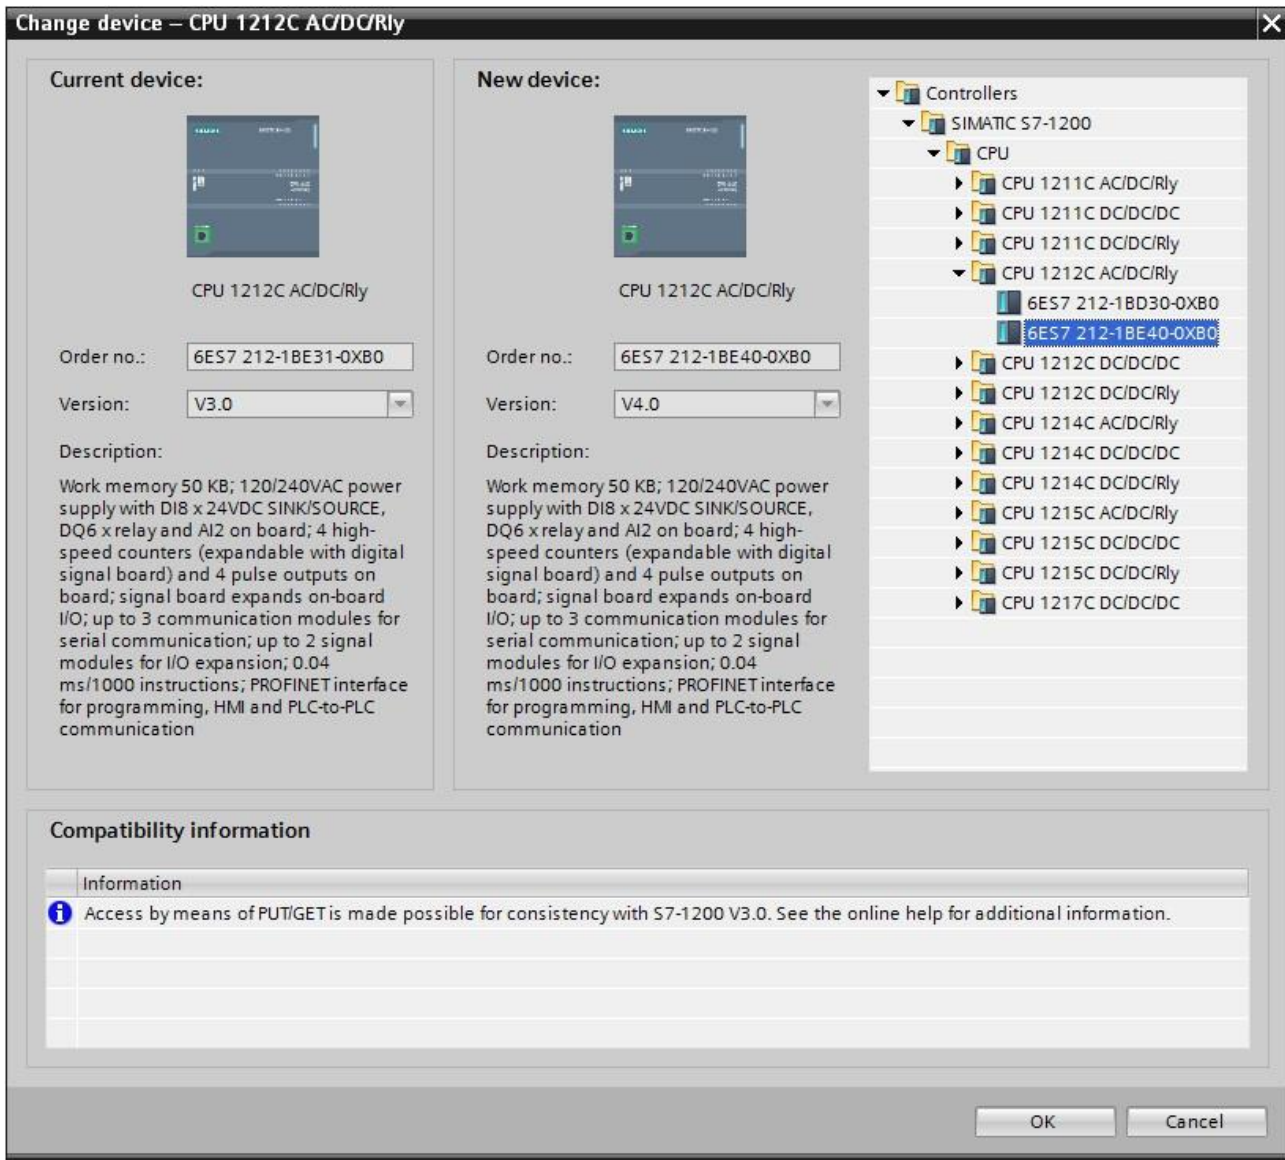 Change device – CPU 1212C AC/DC/Rly
Current device:
CPU 1212C AC/DC/Rly
Order no.: 6ES7 212-1BE31-0XB0
Version: V3.0
Description:
Work memory 50 KB; 120/240VAC power
supply with DI8 x 24VDC SINK/SOURCE,
DQ6 x relay and AI2 on board; 4 high-
speed counters (expandable with digital
signal board) and 4 pulse outputs on
board; signal board expands on-board
I/O; up to 3 communication modules for
serial communication; up to 2 signal
modules for I/O expansion; 0.04
ms/1000 instructions; PROFINET interface
for programming, HMI and PLC-to-PLC
communication
New device:
CPU 1212C AC/DC/Rly
Order no.: 6ES7 212-1BE40-0XB0
Version: V4.0
Description:
Work memory 50 KB; 120/240VAC power
supply with DI8 x 24VDC SINK/SOURCE,
DQ6 x relay and AI2 on board; 4 high-
speed counters (expandable with digital
signal board) and 4 pulse outputs on
board; signal board expands on-board
I/O; up to 3 communication modules for
serial communication; up to 2 signal
modules for I/O expansion; 0.04
ms/1000 instructions; PROFINET interface
for programming, HMI and PLC-to-PLC
communication
Controllers
SIMATIC S7-1200
CPU
CPU 1211C AC/DC/Rly
CPU 1211C DC/DC/DC
CPU 1211C DC/DC/Rly
CPU 1212C AC/DC/Rly
6ES7 212-1BD30-0XB0
6ES7 212-1BE40-0XB0
CPU 1212C DC/DC/DC
CPU 1212C DC/DC/Rly
CPU 1214C AC/DC/Rly
CPU 1214C DC/DC/DC
CPU 1214C DC/DC/Rly
CPU 1215C AC/DC/Rly
CPU 1215C DC/DC/DC
CPU 1215C DC/DC/Rly
CPU 1217C DC/DC/DC
Compatibility information
Information
Access by means of PUT/GET is made possible for consistency with S7-1200 V3.0. See the online help for additional information.
OK
Cancel